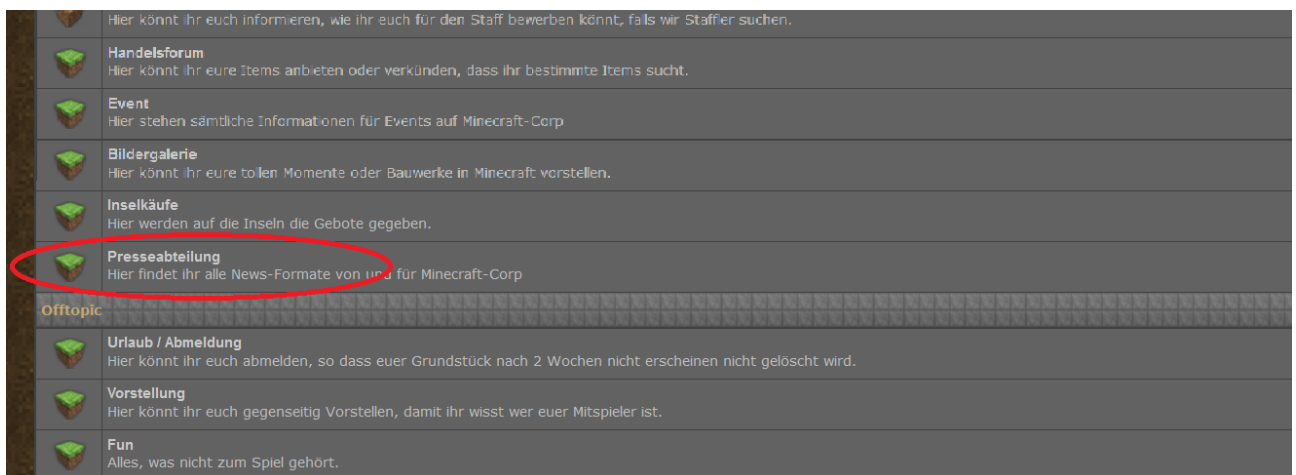 Hier könnt ihr euch informieren, wie ihr euch für den Staff bewerben könnt, falls wir Staffler suchen.
Handelsforum
Hier könnt ihr eure Items anbieten oder verkünden, dass ihr bestimmte Items sucht.
Event
Hier stehen sämtliche Informationen für Events auf Minecraft-Corp
Bildergalerie
Hier könnt ihr eure tollen Momente oder Bauwerke in Minecraft vorstellen.
Inselkäufe
Hier werden auf die Inseln die Gebote gegeben.
Presseabteilung
Hier findet ihr alle News-Formate von und für Minecraft-Corp
Offtopic
Urlaub / Abmeldung
Hier könnt ihr euch abmelden, so dass euer Grundstück nach 2 Wochen nicht erscheinen nicht gelöscht wird.
Vorstellung
Hier könnt ihr euch gegenseitig Vorstellen, damit ihr wisst wer euer Mitspieler ist.
Fun
Alles, was nicht zum Spiel gehört.